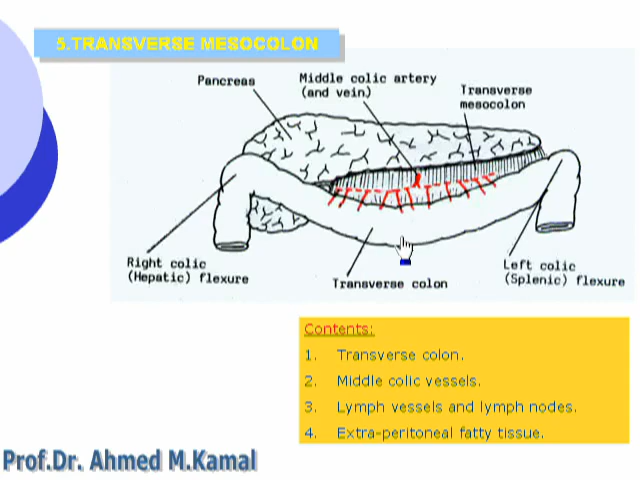 5.TRANSVERSE MESOCOLON
Pancreas
Middle colic artery
(and vein)
Transverse
mesocolon
Right colic
(Hepatic) flexure
Transverse colon
Left colic
(Splenic) flexure
Contents:
1. Transverse colon.
2. Middle colic vessels.
3. Lymph vessels and lymph nodes.
4. Extra-peritoneal fatty tissue.
Prof.Dr. Ahmed M.Kamal